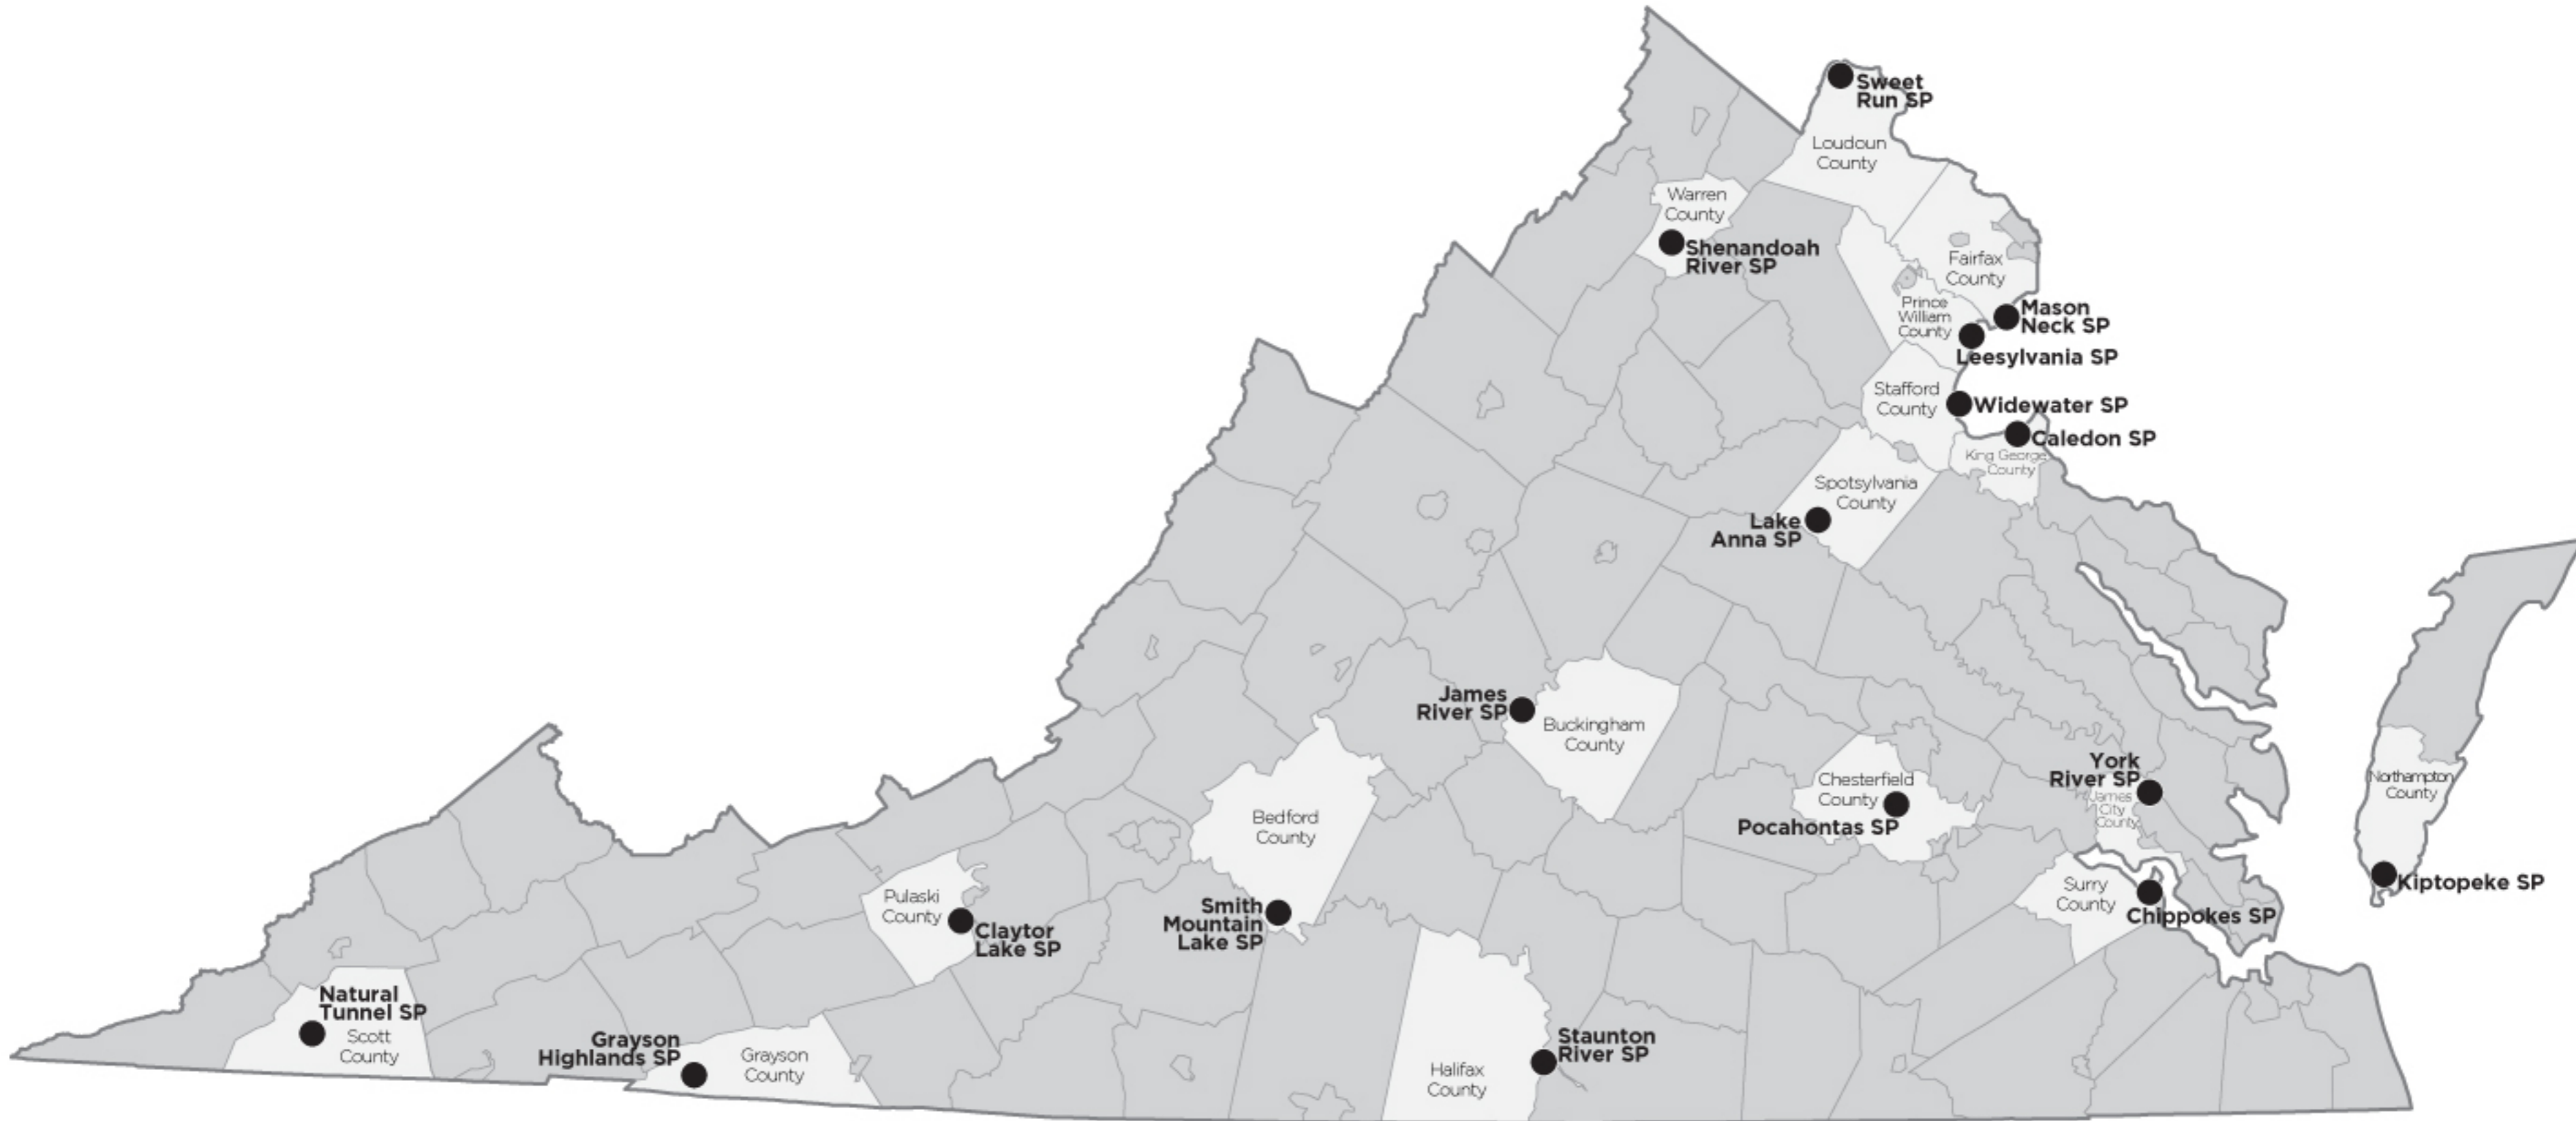 Sweet
Run SP
Loudoun
County
Warren
County
Shenandoah
River SP
Fairfax
County
Prince
William
County
Mason
Neck SP
Leesylvania SP
Stafford
County
Widewater SP
Caledon SP
King George
County
Spotsylvania
County
Lake
Anna SP
James
River SP
Buckingham
County
York
River SP
James
City
County
Chesterfield
County
Pocahontas SP
Northampton
County
Kiptopeke SP
Bedford
County
Smith
Mountain
Lake SP
Pulaski
County
Claytor
Lake SP
Surry
County
Chippokes SP
Natural
Tunnel SP
Scott
County
Grayson
Highlands SP
Grayson
County
Halifax
County
Staunton
River SP